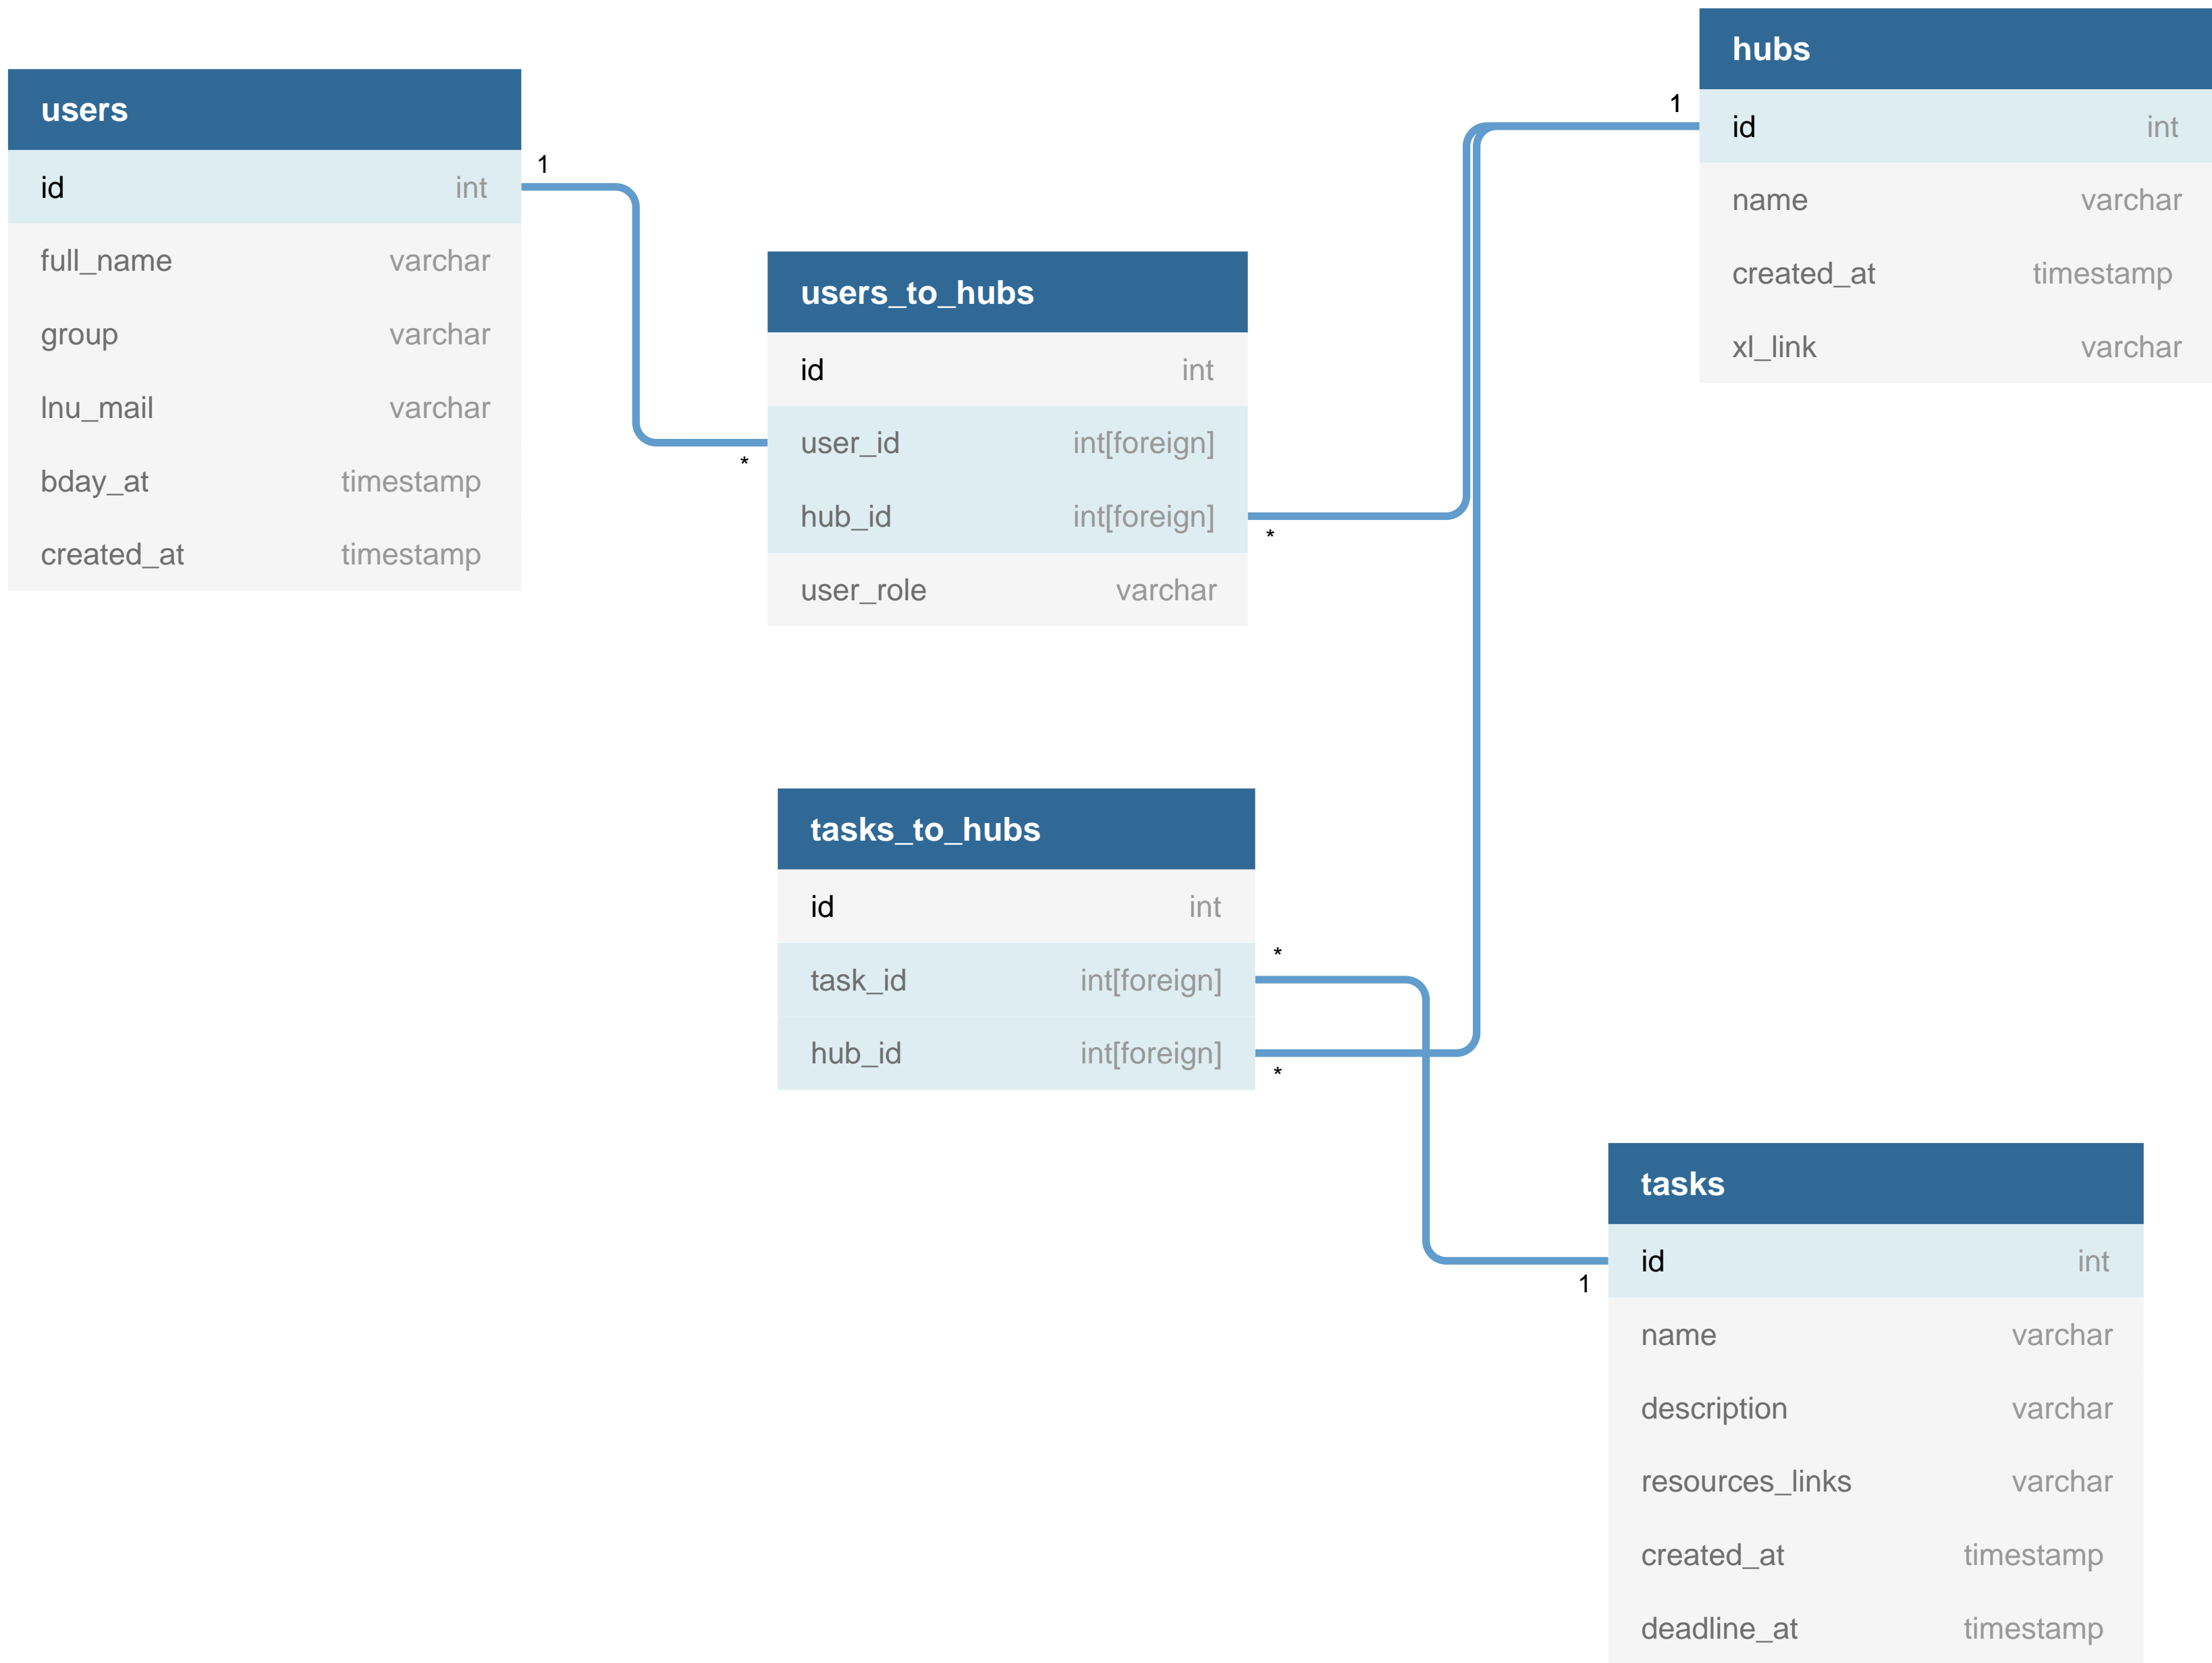 users
1
id int
full_name varchar
group varchar
lnu_mail varchar
bday_at timestamp
created_at timestamp
users_to_hubs
id int
user_id int[foreign]
*
hub_id int[foreign]
*
user_role varchar
hubs
1
id int
name varchar
created_at timestamp
xl_link varchar
tasks_to_hubs
id int
*
task_id int[foreign]
hub_id int[foreign]
*
tasks
id int
1
name varchar
description varchar
resources_links varchar
created_at timestamp
deadline_at timestamp